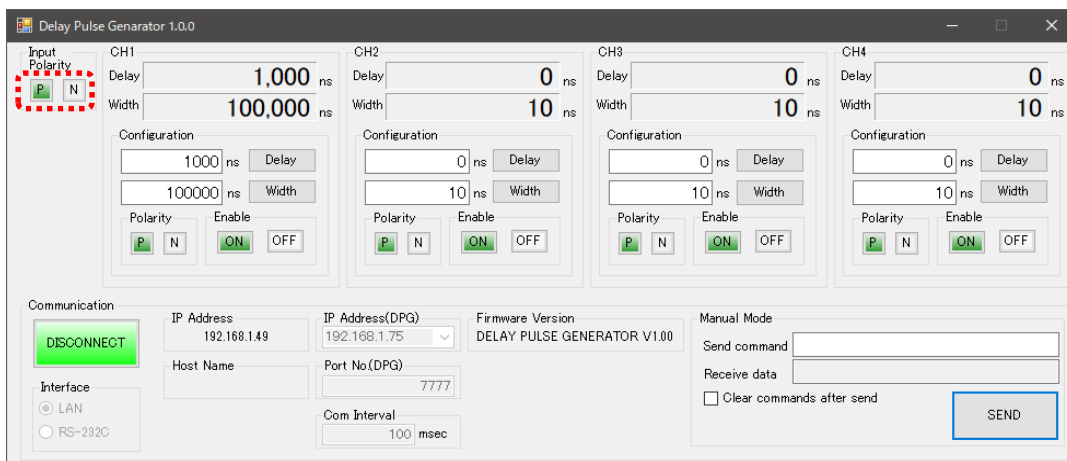 Delay Pulse Genarator 1.0.0
Input Polarity
P N
CH1
Delay 1,000 ns
Width 100,000 ns
Configuration
1000 ns Delay
100000 ns Width
Polarity Enable
P N ON OFF
CH2
Delay 0 ns
Width 10 ns
Configuration
0 ns Delay
10 ns Width
Polarity Enable
P N ON OFF
CH3
Delay 0 ns
Width 10 ns
Configuration
0 ns Delay
10 ns Width
Polarity Enable
P N ON OFF
CH4
Delay 0 ns
Width 10 ns
Configuration
0 ns Delay
10 ns Width
Polarity Enable
P N ON OFF
Communication
DISCONNECT
Interface
LAN
RS-232C
IP Address
192.168.1.49
Host Name
IP Address(DPG)
192.168.1.75
Port No.(DPG)
7777
Com Interval
100 msec
Firmware Version
DELAY PULSE GENERATOR V1.00
Manual Mode
Send command
Receive data
Clear commands after send
SEND